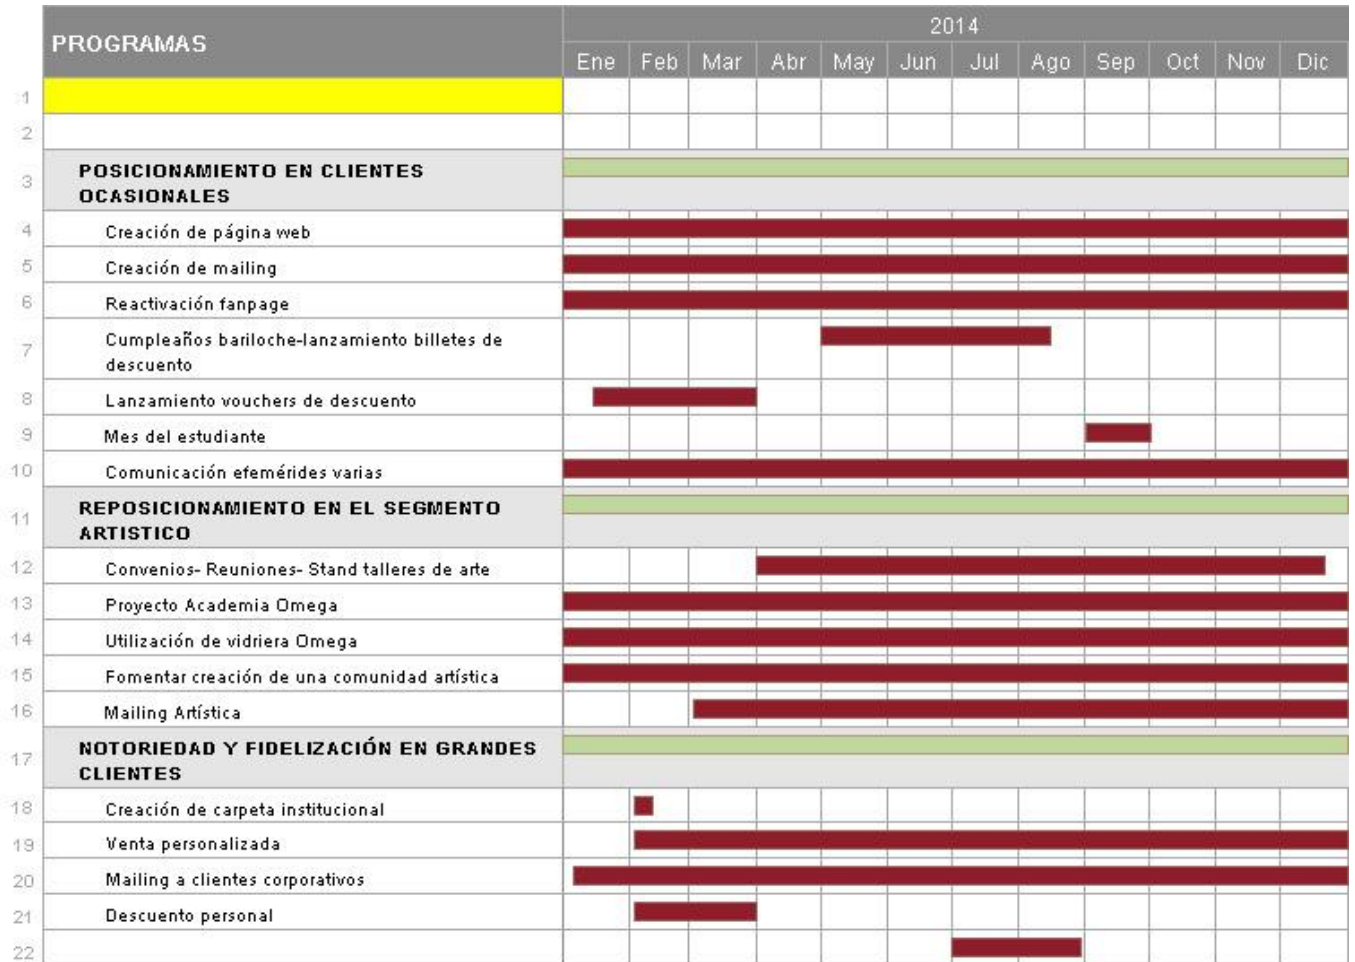 2014
PROGRAMAS
Ene Feb Mar Abr May Jun Jul Ago Sep Oct Nov Dic
1
2
3 POSICIONAMIENTO EN CLIENTES
OCASIONALES
4 Creación de página web
5 Creación de mailing
6 Reactivación fanpage
7 Cumpleaños bariloche-lanzamiento billetes de
descuento
8 Lanzamiento vouchers de descuento
9 Mes del estudiante
10 Comunicación efemérides varias
11 REPOSICIONAMIENTO EN EL SEGMENTO
ARTISTICO
12 Convenios- Reuniones- Stand talleres de arte
13 Proyecto Academia Omega
14 Utilización de vidriera Omega
15 Fomentar creación de una comunidad artística
16 Mailing Artística
17 NOTORIEDAD Y FIDELIZACIÓN EN GRANDES
CLIENTES
18 Creación de carpeta institucional
19 Venta personalizada
20 Mailing a clientes corporativos
21 Descuento personal
22